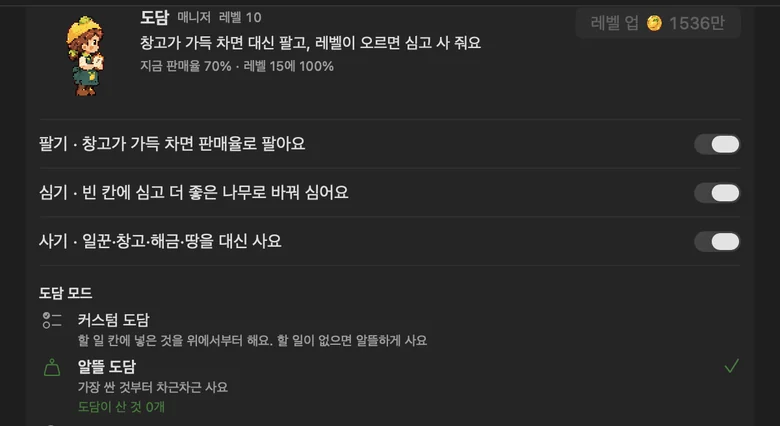 도담 매니저 레벨 10
레벨 업 1536만
창고가 가득 차면 대신 팔고, 레벨이 오르면 심고 사 줘요
지금 판매율 70% · 레벨 15에 100%
팔기 · 창고가 가득 차면 판매율로 팔아요
심기 · 빈 칸에 심고 더 좋은 나무로 바꿔 심어요
사기 · 일꾼·창고·해금·땅을 대신 사요
도담 모드
커스텀 도담
할 일 칸에 넣은 것을 위에서부터 해요. 할 일이 없으면 알뜰하게 사요
알뜰 도담
가장 싼 것부터 차근차근 사요
도담이 산 것 0개